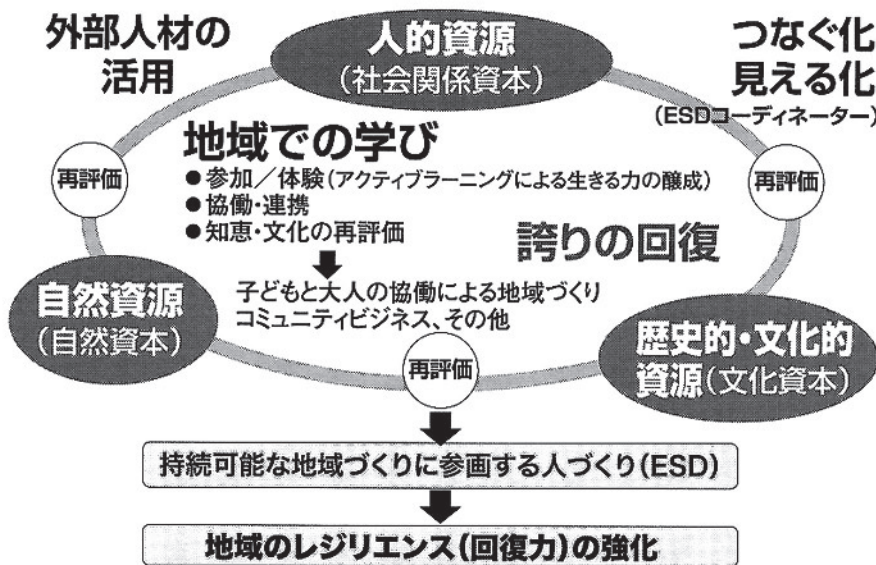 外部人材の
活用
人的資源
(社会関係資本)
つなぐ化
見える化
(ESDコーディネーター)
再評価
地域での学び
●参加／体験(アクティブラーニングによる生きる力の醸成)
●協働・連携
●知恵・文化の再評価
再評価
誇りの回復
子どもと大人の協働による地域づくり
コミュニティビジネス、その他
自然資源
(自然資本)
歴史的・文化的
資源(文化資本)
再評価
持続可能な地域づくりに参画する人づくり(ESD)
地域のレジリエンス(回復力)の強化